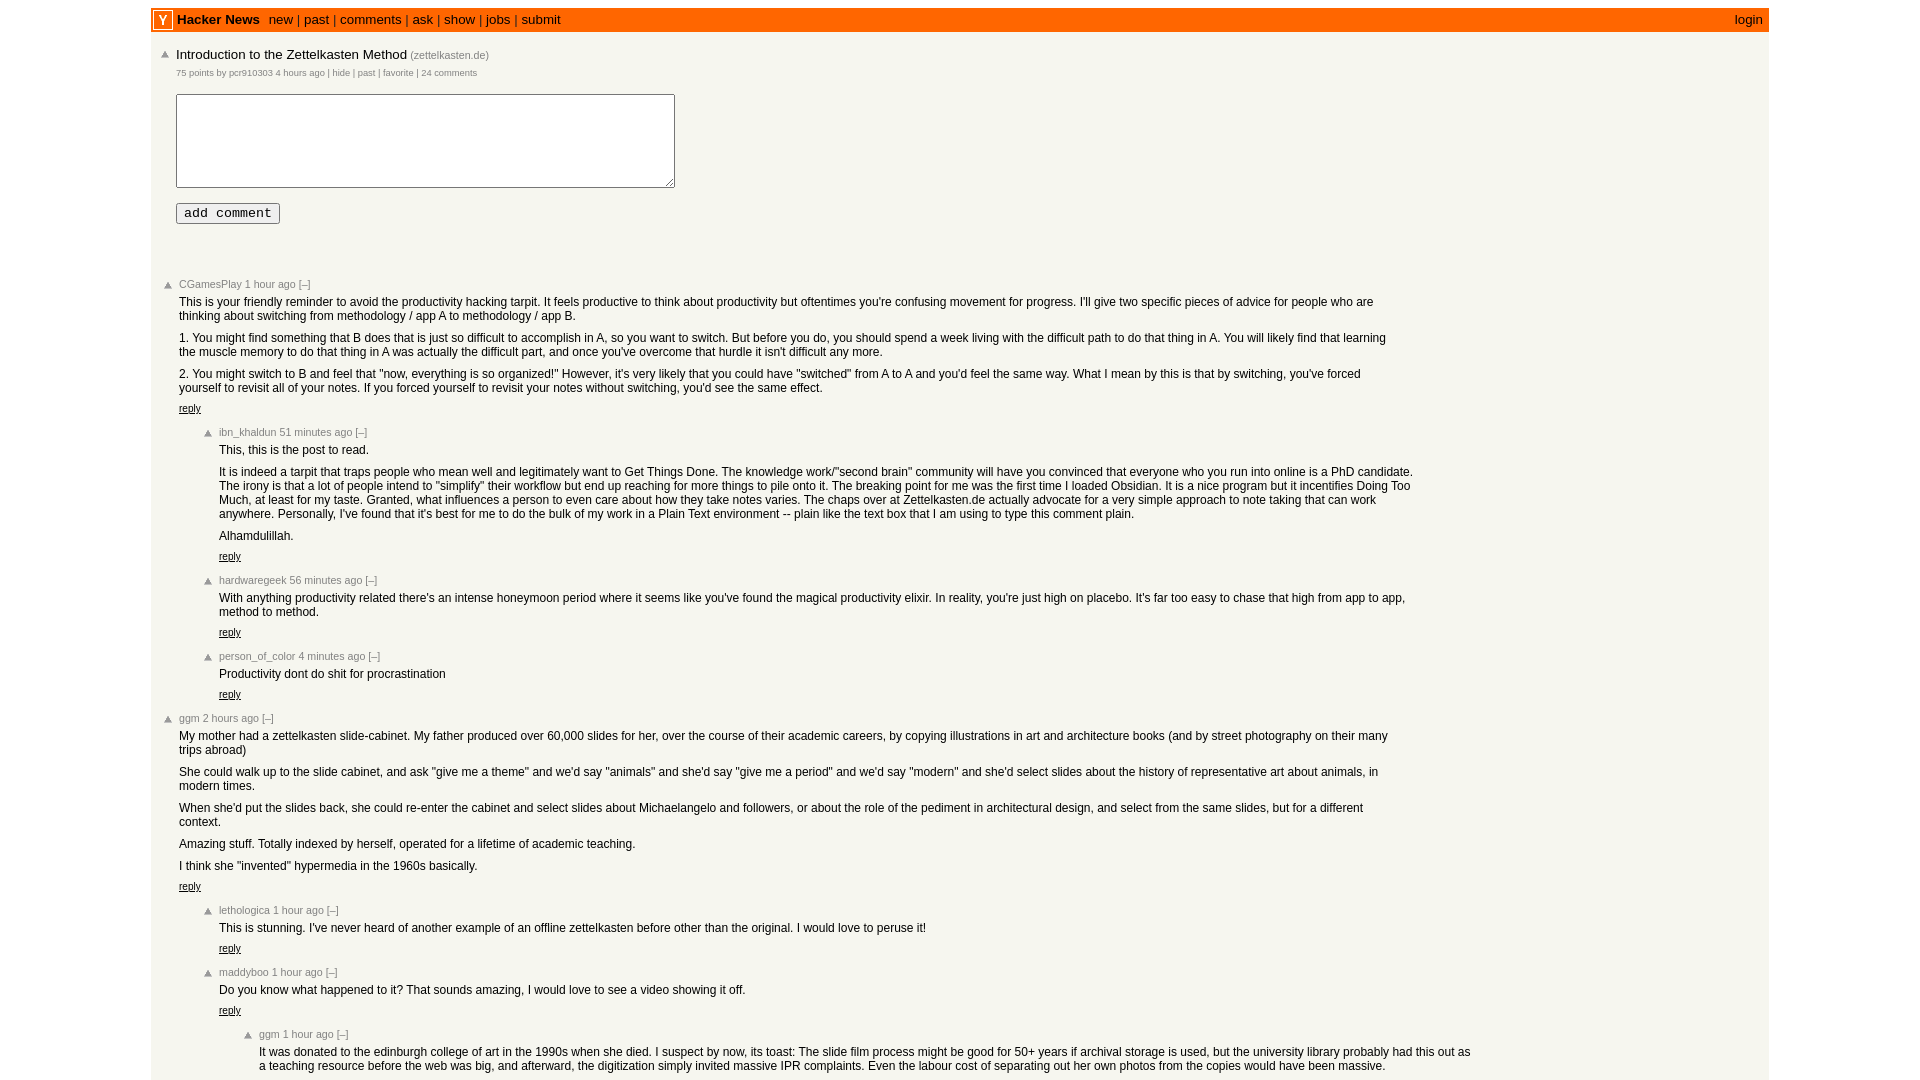 Y Hacker News new | past | comments | ask | show | jobs | submit login
Introduction to the Zettelkasten Method (zettelkasten.de)
75 points by pcr910303 4 hours ago | hide | past | favorite | 24 comments
add comment
CGamesPlay 1 hour ago [–]
This is your friendly reminder to avoid the productivity hacking tarpit. It feels productive to think about productivity but oftentimes you're confusing movement for progress. I'll give two specific pieces of advice for people who are
thinking about switching from methodology / app A to methodology / app B.
1. You might find something that B does that is just so difficult to accomplish in A, so you want to switch. But before you do, you should spend a week living with the difficult path to do that thing in A. You will likely find that learning
the muscle memory to do that thing in A was actually the difficult part, and once you've overcome that hurdle it isn't difficult any more.
2. You might switch to B and feel that "now, everything is so organized!" However, it's very likely that you could have "switched" from A to A and you'd feel the same way. What I mean by this is that by switching, you've forced
yourself to revisit all of your notes. If you forced yourself to revisit your notes without switching, you'd see the same effect.
reply
ibn_khaldun 51 minutes ago [–]
This, this is the post to read.
It is indeed a tarpit that traps people who mean well and legitimately want to Get Things Done. The knowledge work/"second brain" community will have you convinced that everyone who you run into online is a PhD candidate.
The irony is that a lot of people intend to "simplify" their workflow but end up reaching for more things to pile onto it. The breaking point for me was the first time I loaded Obsidian. It is a nice program but it incentifies Doing Too
Much, at least for my taste. Granted, what influences a person to even care about how they take notes varies. The chaps over at Zettelkasten.de actually advocate for a very simple approach to note taking that can work
anywhere. Personally, I've found that it's best for me to do the bulk of my work in a Plain Text environment -- plain like the text box that I am using to type this comment plain.
Alhamdulillah.
reply
hardwaregeek 56 minutes ago [–]
With anything productivity related there's an intense honeymoon period where it seems like you've found the magical productivity elixir. In reality, you're just high on placebo. It's far too easy to chase that high from app to app,
method to method.
reply
person_of_color 4 minutes ago [–]
Productivity dont do shit for procrastination
reply
ggm 2 hours ago [–]
My mother had a zettelkasten slide-cabinet. My father produced over 60,000 slides for her, over the course of their academic careers, by copying illustrations in art and architecture books (and by street photography on their many
trips abroad)
She could walk up to the slide cabinet, and ask "give me a theme" and we'd say "animals" and she'd say "give me a period" and we'd say "modern" and she'd select slides about the history of representative art about animals, in
modern times.
When she'd put the slides back, she could re-enter the cabinet and select slides about Michaelangelo and followers, or about the role of the pediment in architectural design, and select from the same slides, but for a different
context.
Amazing stuff. Totally indexed by herself, operated for a lifetime of academic teaching.
I think she "invented" hypermedia in the 1960s basically.
reply
lethologica 1 hour ago [–]
This is stunning. I've never heard of another example of an offline zettelkasten before other than the original. I would love to peruse it!
reply
maddyboo 1 hour ago [–]
Do you know what happened to it? That sounds amazing, I would love to see a video showing it off.
reply
ggm 1 hour ago [–]
It was donated to the edinburgh college of art in the 1990s when she died. I suspect by now, its toast: The slide film process might be good for 50+ years if archival storage is used, but the university library probably had this out as
a teaching resource before the web was big, and afterward, the digitization simply invited massive IPR complaints. Even the labour cost of separating out her own photos from the copies would have been massive.